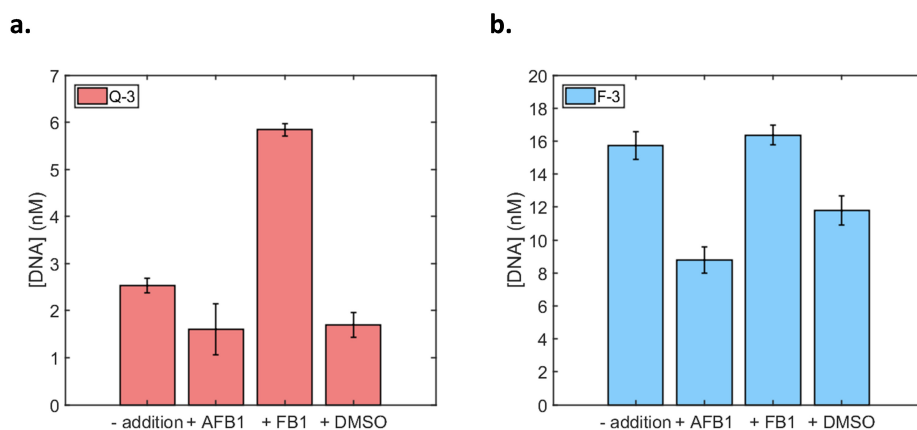 a.
7
6
5
4
3
2
1
0
[DNA] (nM)
Q-3
- addition + AFB1 + FB1 + DMSO
b.
20
18
16
14
12
10
8
6
4
2
0
[DNA] (nM)
F-3
- addition + AFB1 + FB1 + DMSO